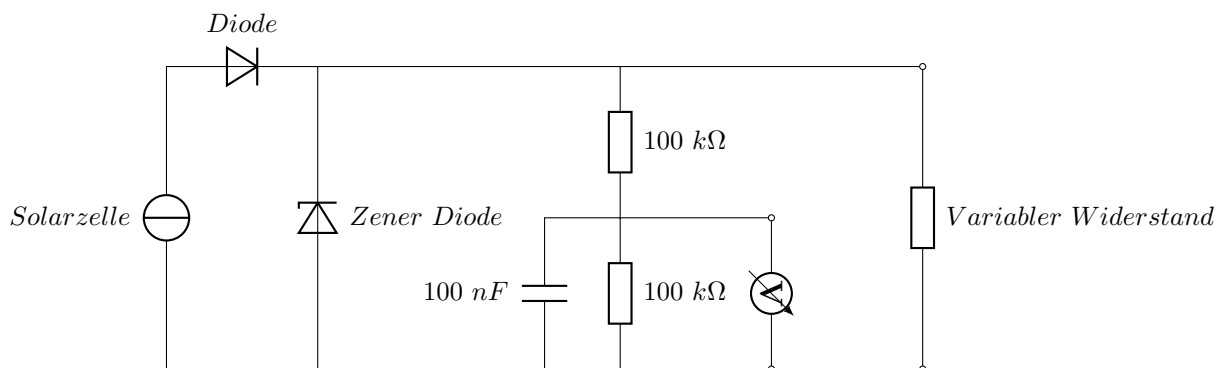 Diode
100 kΩ
Solarzelle
Zener Diode
Variabler Widerstand
100 nF
100 kΩ
V